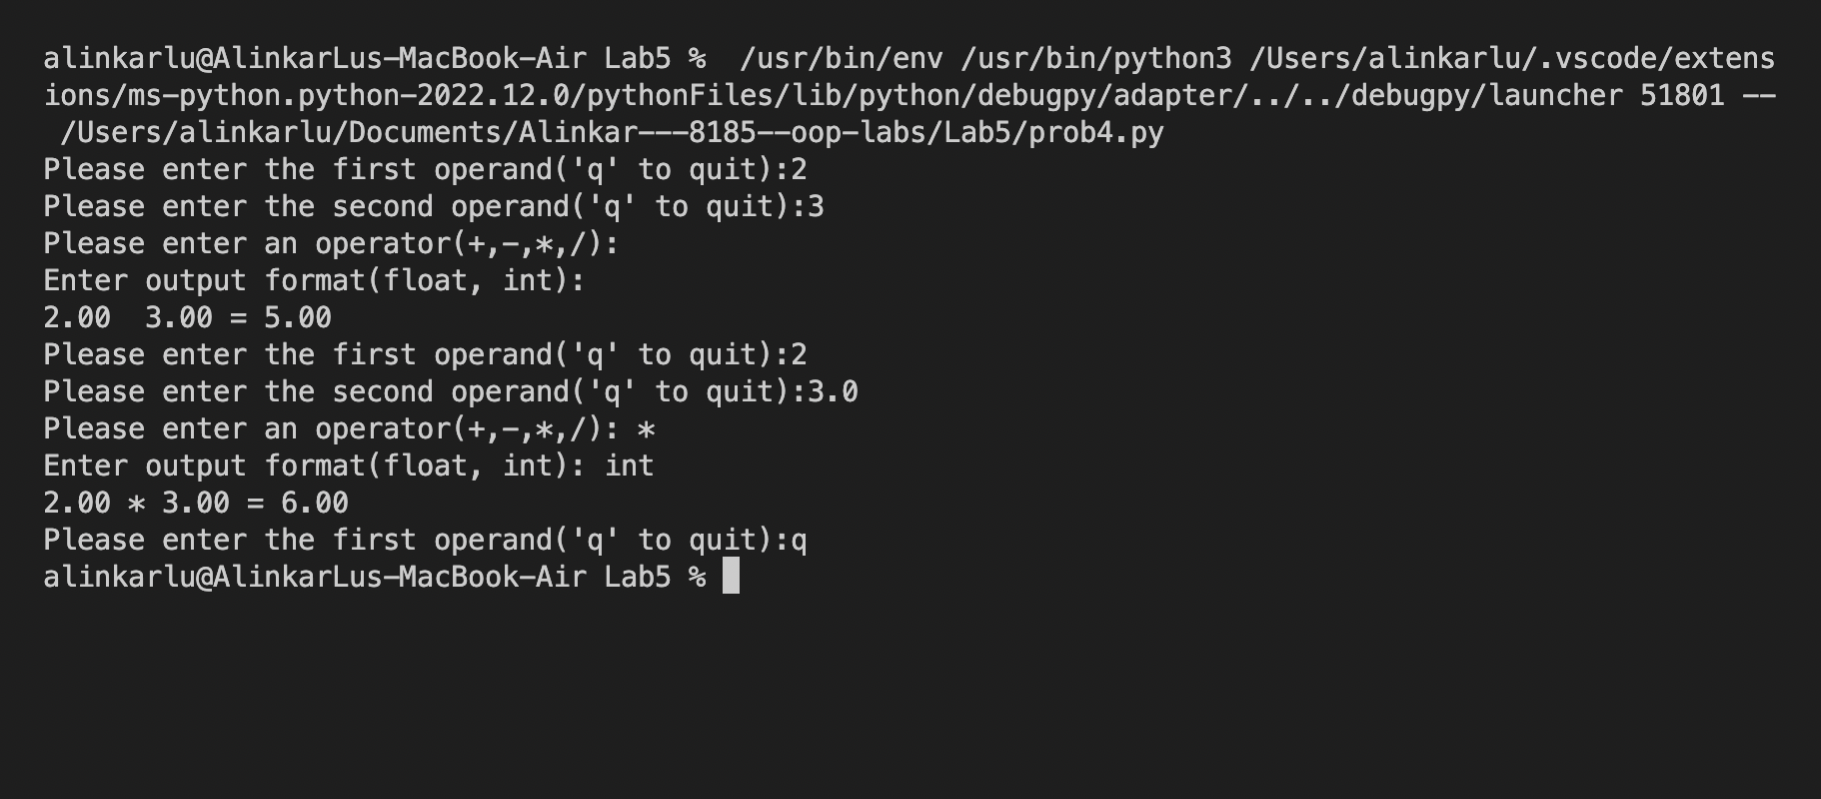 alinkarlu@AlinkarLus-MacBook-Air Lab5 %  /usr/bin/env /usr/bin/python3 /Users/alinkarlu/.vscode/extens
ions/ms-python.python-2022.12.0/pythonFiles/lib/python/debugpy/adapter/../../debugpy/launcher 51801 --
 /Users/alinkarlu/Documents/Alinkar---8185--oop-labs/Lab5/prob4.py
Please enter the first operand('q' to quit):2
Please enter the second operand('q' to quit):3
Please enter an operator(+,-,*,/):
Enter output format(float, int):
2.00  3.00 = 5.00
Please enter the first operand('q' to quit):2
Please enter the second operand('q' to quit):3.0
Please enter an operator(+,-,*,/): *
Enter output format(float, int): int
2.00 * 3.00 = 6.00
Please enter the first operand('q' to quit):q
alinkarlu@AlinkarLus-MacBook-Air Lab5 %